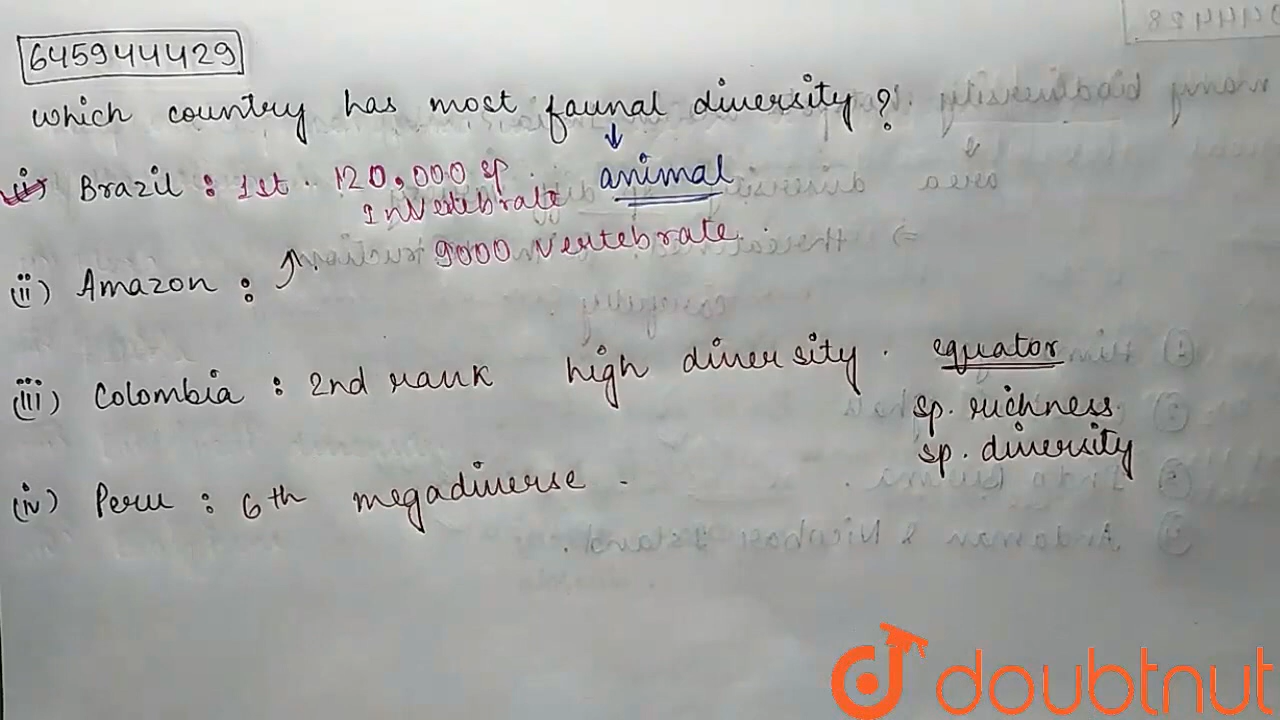 645944429
which country has most faunal diversity ?
(i) Brazil : 1st . 120,000 sp animal
Invertebrate
9000 vertebrate .
(ii) Amazon :
(iii) Colombia : 2nd rank high diversity . equator
sp. richness
sp. diversity
(iv) Peru : 6th megadiverse .
doubtnut